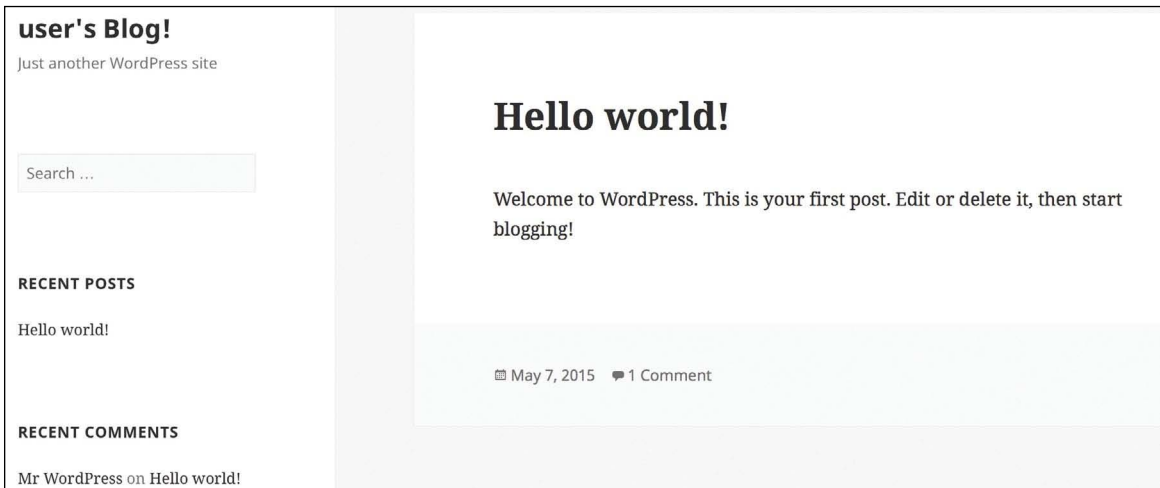 user's Blog!
Just another WordPress site
Search ...
RECENT POSTS
Hello world!
RECENT COMMENTS
Mr WordPress on Hello world!
Hello world!
Welcome to WordPress. This is your first post. Edit or delete it, then start
blogging!
May 7, 2015 1 Comment